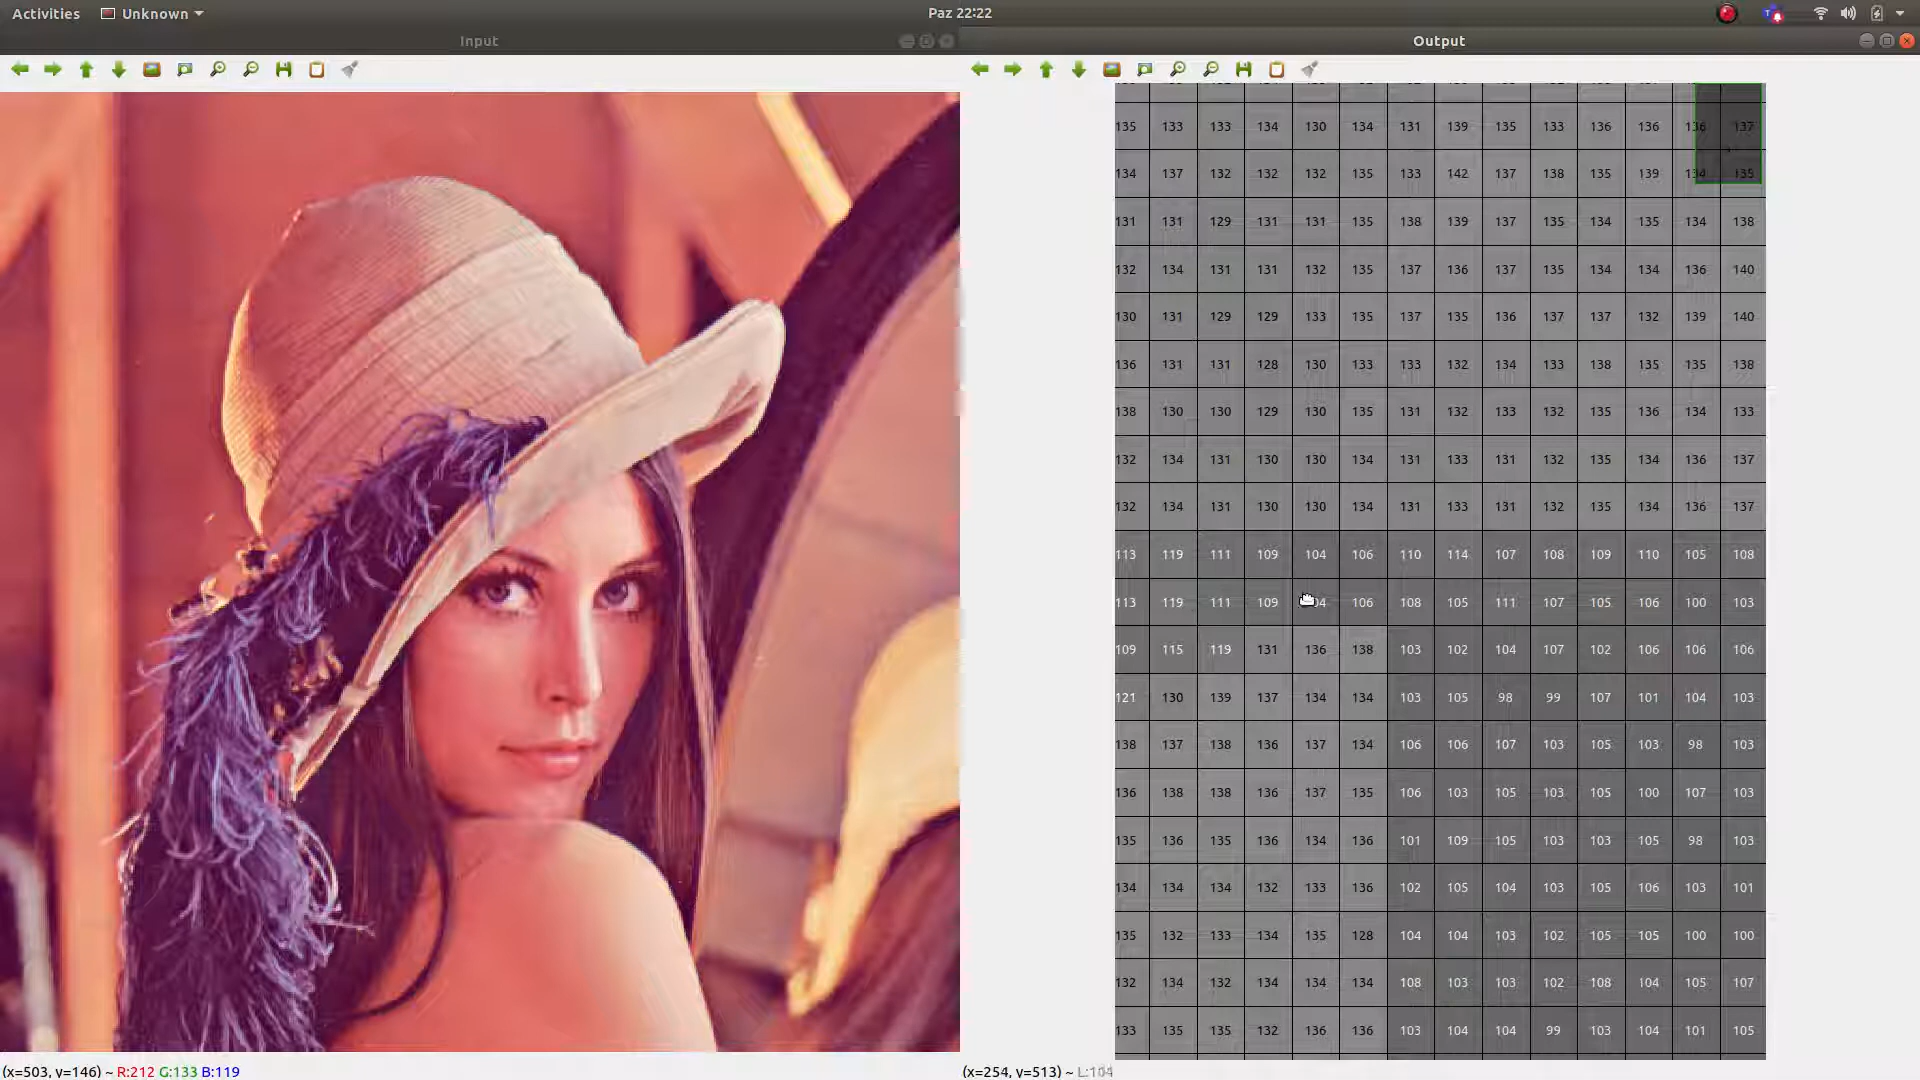 Activities Unknown Paz 22:22
Input Output
135 133 133 134 130 134 131 139 135 133 136 136 136 137
134 137 132 132 132 135 133 142 137 138 135 139 134 135
131 131 129 131 131 135 138 139 137 135 134 135 134 138
132 134 131 131 132 135 137 136 137 135 134 134 136 140
130 131 129 129 133 135 137 135 136 137 137 132 139 140
136 131 131 128 130 133 133 132 134 133 138 135 135 138
138 130 130 129 130 135 131 132 133 132 135 136 134 133
132 134 131 130 130 134 131 133 131 132 135 134 136 137
132 134 131 130 130 134 131 133 131 132 135 134 136 137
113 119 111 109 104 106 110 114 107 108 109 110 105 108
113 119 111 109 106 108 105 111 107 105 106 100 103
109 115 119 131 136 138 103 102 104 107 102 106 106 106
121 130 139 137 134 134 103 105 98 99 107 101 104 103
138 137 138 136 137 134 106 106 107 103 105 103 98 103
136 138 138 136 137 135 106 103 105 103 105 100 107 103
135 136 135 136 134 136 101 109 105 103 103 105 98 103
134 134 134 132 133 136 102 105 104 103 105 106 103 101
135 132 133 134 135 128 104 104 103 102 105 105 100 100
132 134 132 134 134 134 108 103 103 102 108 104 105 107
133 135 135 132 136 136 103 104 104 99 103 104 101 105
(x=503, y=146) ~ R:212 G:133 B:119 (x=254, y=513) ~ L:104